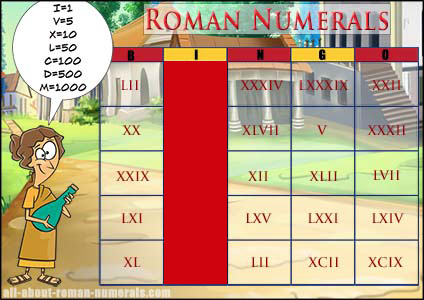 I=1
V=5
X=10
L=50
C=100
D=500
M=1000
ROMAN NUMERALS
B I N G O
LII XXXIV LXXXIX XXII
XX XLVII V XXXII
XXIX XII XLII LVII
LXI LXV LXXI LXIV
XL LII XCII XCIX
all-about-roman-numerals.com